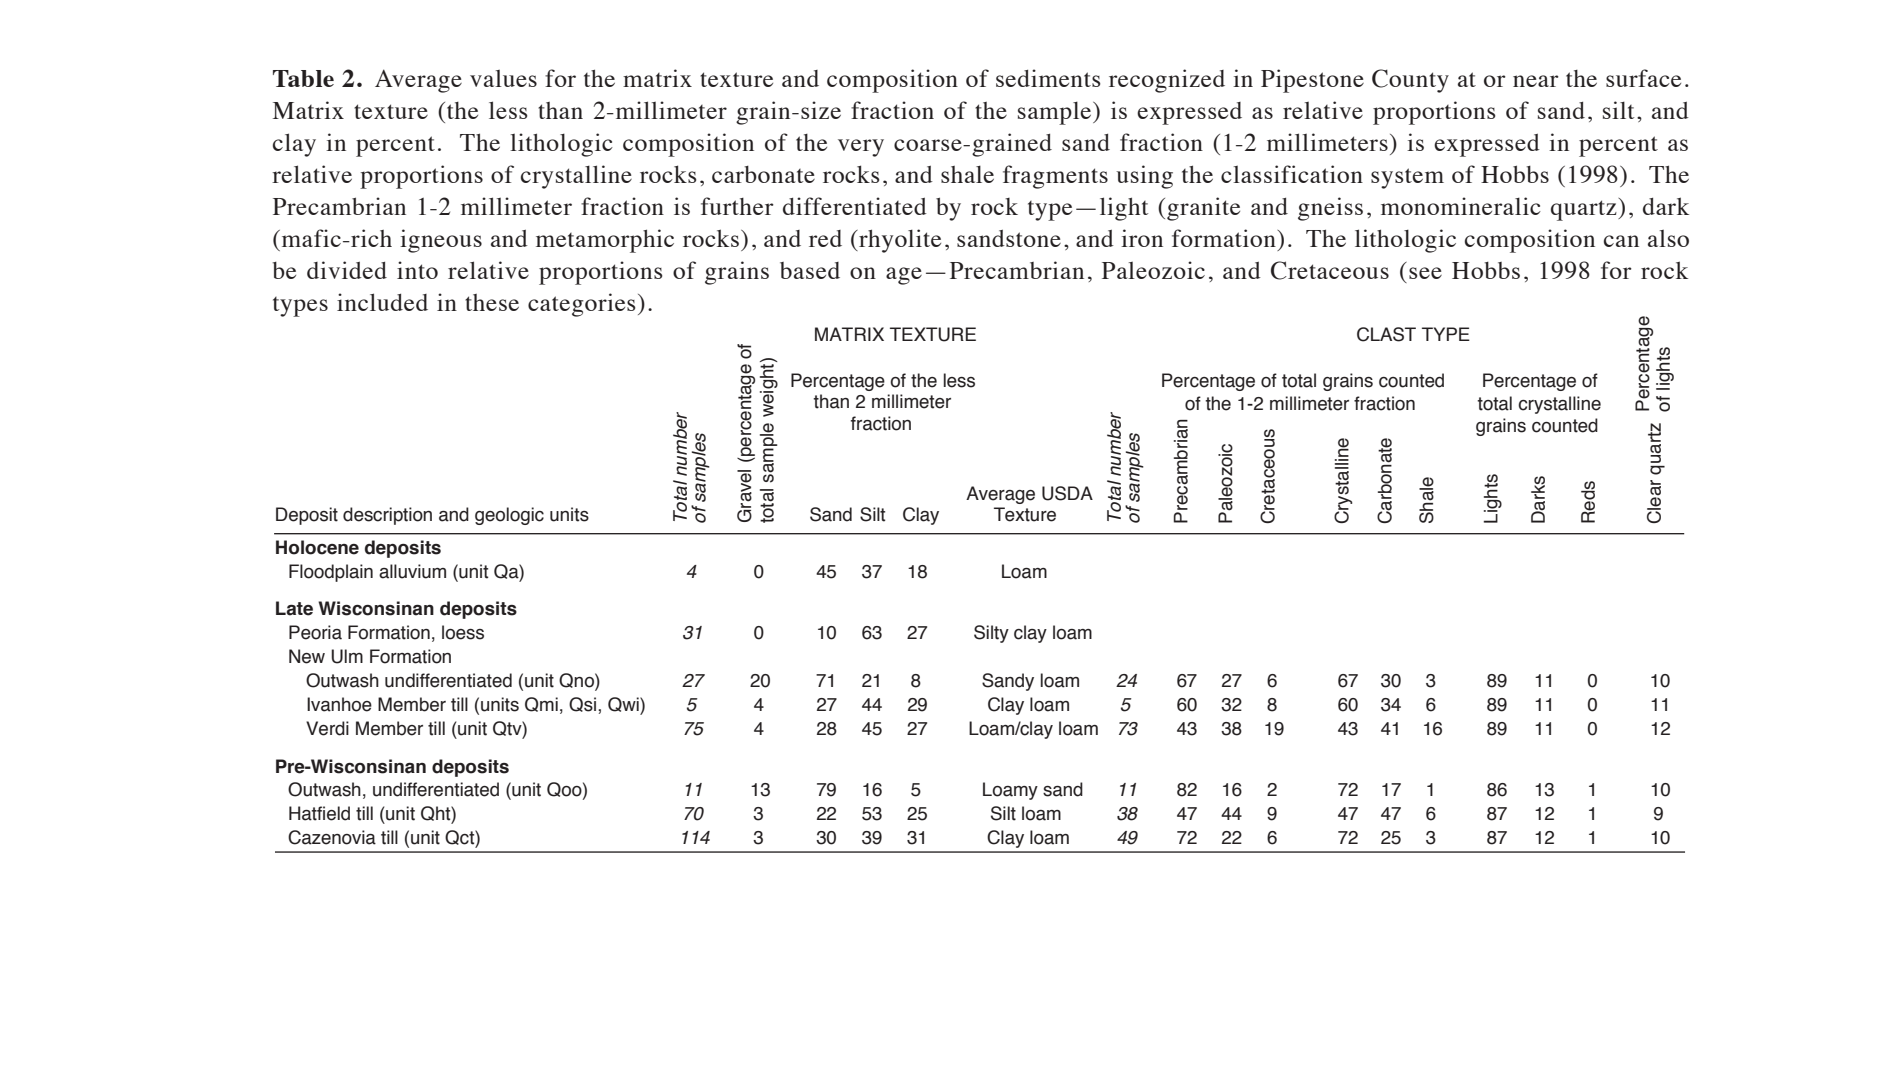 Table 2. Average values for the matrix texture and composition of sediments recognized in Pipestone County at or near the surface.
Matrix texture (the less than 2-millimeter grain-size fraction of the sample) is expressed as relative proportions of sand, silt, and
clay in percent. The lithologic composition of the very coarse-grained sand fraction (1-2 millimeters) is expressed in percent as
relative proportions of crystalline rocks, carbonate rocks, and shale fragments using the classification system of Hobbs (1998). The
Precambrian 1-2 millimeter fraction is further differentiated by rock type—light (granite and gneiss, monomineralic quartz), dark
(mafic-rich igneous and metamorphic rocks), and red (rhyolite, sandstone, and iron formation). The lithologic composition can also
be divided into relative proportions of grains based on age—Precambrian, Paleozoic, and Cretaceous (see Hobbs, 1998 for rock
types included in these categories).
MATRIX TEXTURE
CLAST TYPE
Deposit description and geologic units
Total number
of samples
Gravel (percentage of
total sample weight)
Percentage of the less
than 2 millimeter
fraction
Sand Silt Clay
Average USDA
Texture
Total number
of samples
Percentage of total grains counted
of the 1-2 millimeter fraction
Precambrian
Paleozoic
Cretaceous
Crystalline
Carbonate
Shale
Percentage of
total crystalline
grains counted
Lights
Darks
Reds
Clear quartz Percentage
of lights
Holocene deposits
Floodplain alluvium (unit Qa) 4 0 45 37 18 Loam
Late Wisconsinan deposits
Peoria Formation, loess 31 0 10 63 27 Silty clay loam
New Ulm Formation
Outwash undifferentiated (unit Qno) 27 20 71 21 8 Sandy loam 24 67 27 6 67 30 3 89 11 0 10
Ivanhoe Member till (units Qmi, Qsi, Qwi) 5 4 27 44 29 Clay loam 5 60 32 8 60 34 6 89 11 0 11
Verdi Member till (unit Qtv) 75 4 28 45 27 Loam/clay loam 73 43 38 19 43 41 16 89 11 0 12
Pre-Wisconsinan deposits
Outwash, undifferentiated (unit Qoo) 11 13 79 16 5 Loamy sand 11 82 16 2 72 17 1 86 13 1 10
Hatfield till (unit Qht) 70 3 22 53 25 Silt loam 38 47 44 9 47 47 6 87 12 1 9
Cazenovia till (unit Qct) 114 3 30 39 31 Clay loam 49 72 22 6 72 25 3 87 12 1 10